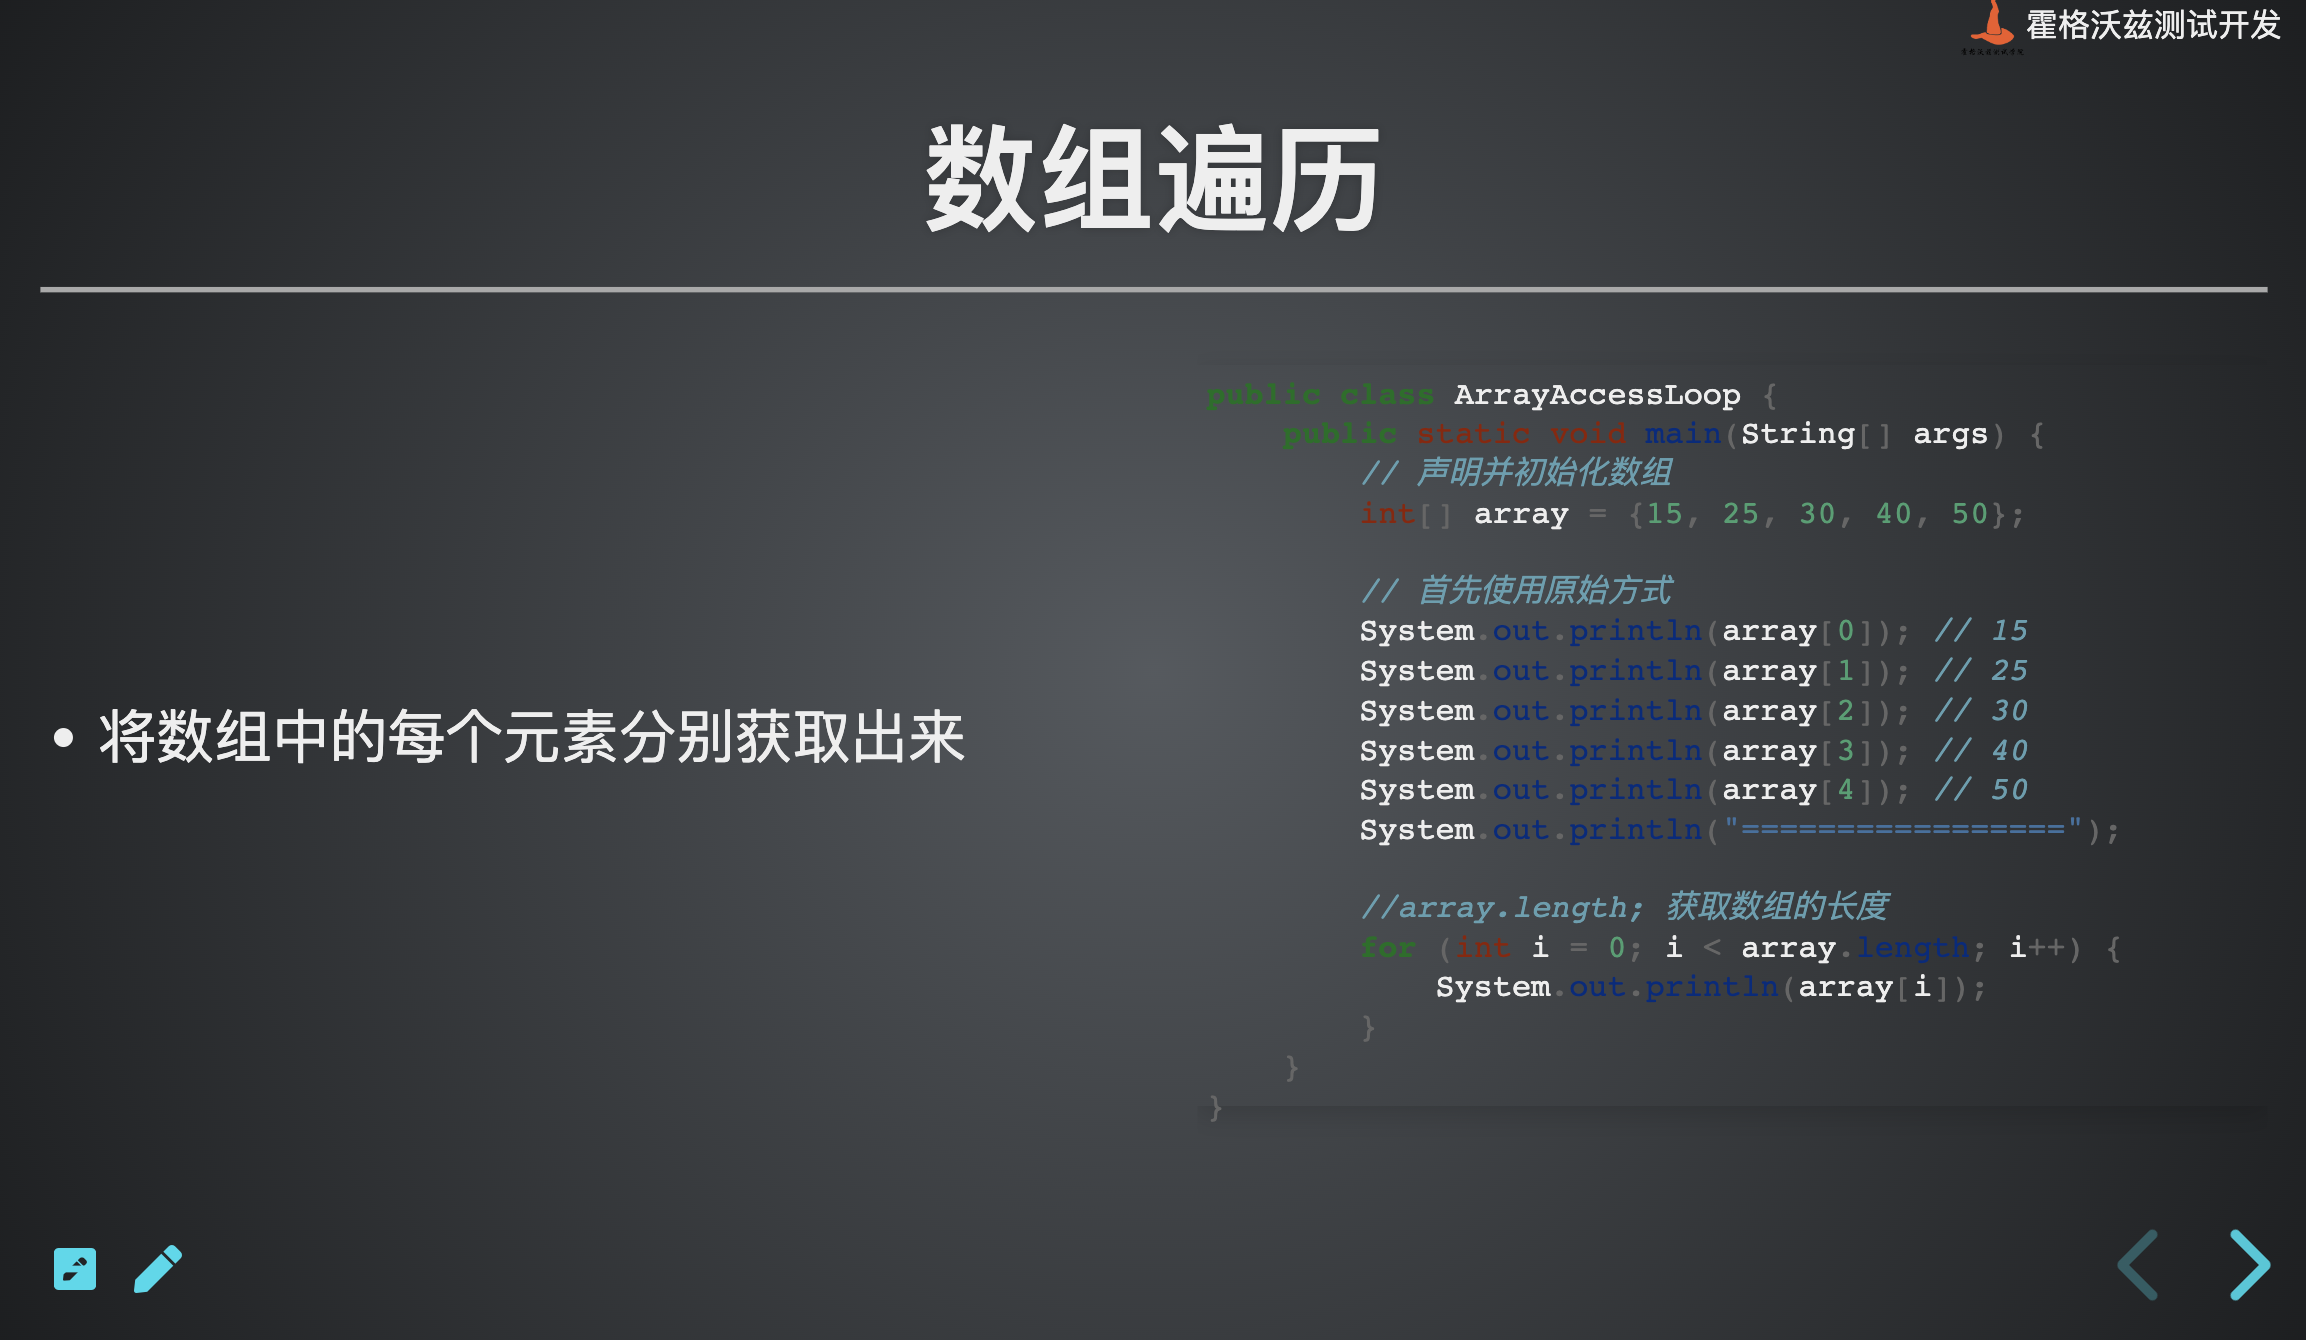 霍格沃兹测试开发
数组遍历
• 将数组中的每个元素分别获取出来
public class ArrayAccessLoop {
    public static void main(String[] args) {
        // 声明并初始化数组
        int[] array = {15, 25, 30, 40, 50};
        // 首先使用原始方式
        System.out.println(array[0]); // 15
        System.out.println(array[1]); // 25
        System.out.println(array[2]); // 30
        System.out.println(array[3]); // 40
        System.out.println(array[4]); // 50
        System.out.println("=================");
        //array.length; 获取数组的长度
        for (int i = 0; i < array.length; i++) {
            System.out.println(array[i]);
        }
    }
}